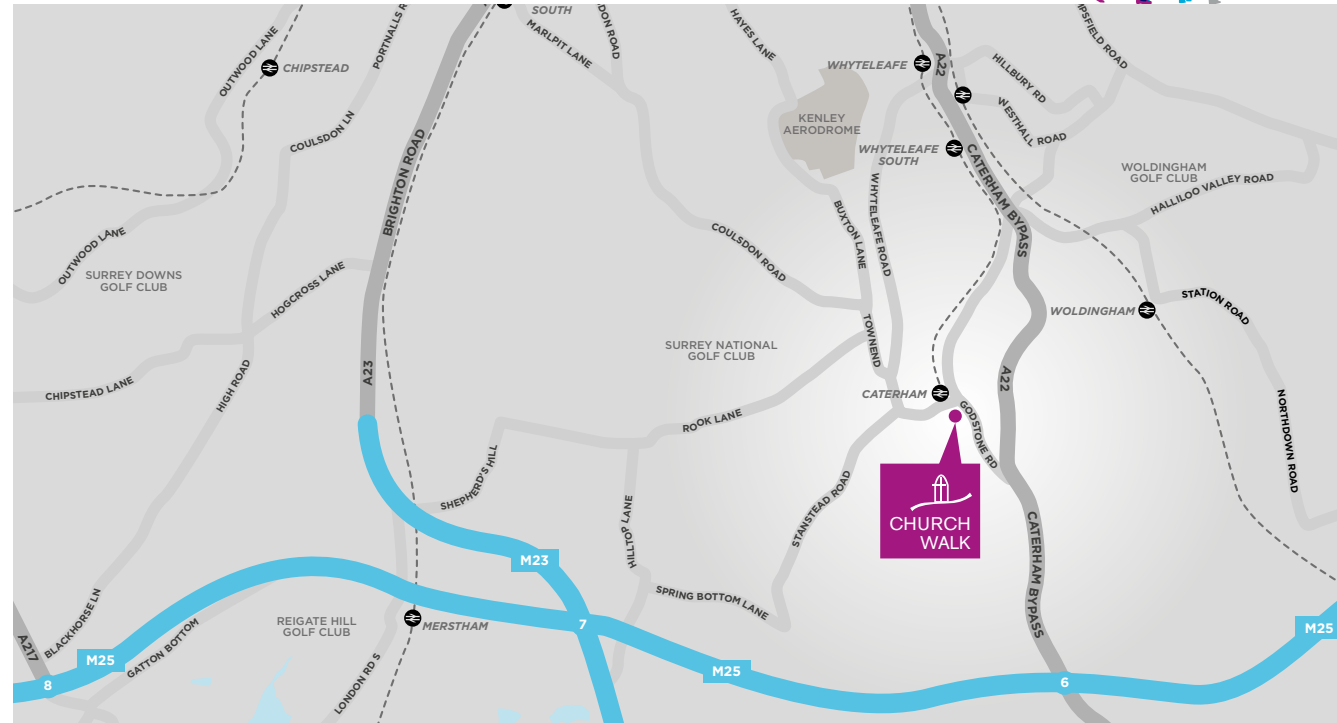 SOUTH
OUTWOOD LANE
CHIPSTEAD
PORTNALLS R
MARLPIT LANE
DON ROAD
HAYES LANE
WHYTELEAFE
A22
HILLBURY RD
IPSFIELD ROAD
COULSDON LN
BRIGHTON ROAD
KENLEY
AERODROME
WESTHALL ROAD
WHYTELEAFE
SOUTH
CATERHAM BYPASS
WOLDINGHAM
GOLF CLUB
HALLILOO VALLEY ROAD
WHYTELEAFE ROAD
BUXTON LANE
OUTWOOD LANE
SURREY DOWNS
GOLF CLUB
HOGCROSS LANE
COULSDON ROAD
STATION ROAD
WOLDINGHAM
TOWNEND
SURREY NATIONAL
GOLF CLUB
A23
A22
CHIPSTEAD LANE
HIGH ROAD
CATERHAM
ROOK LANE
GODSTONE RD
NORTHDOWN ROAD
SHEPHERD'S HILL
STANSTEAD ROAD
CHURCH
WALK
HILLTOP LANE
M23
CATERHAM BYPASS
SPRING BOTTOM LANE
BLACKHORSE LN
GATTON BOTTOM
REIGATE HILL
GOLF CLUB
MERSTHAM
7
M25
A217
M25
M25
8
6
LONDON RD S